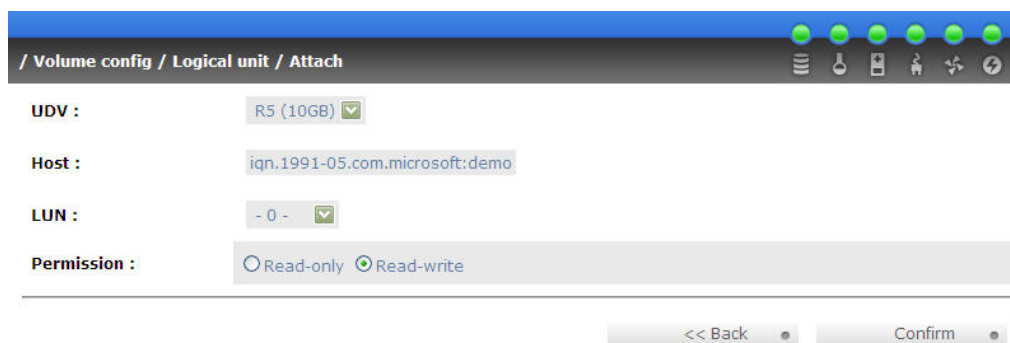 / Volume config / Logical unit / Attach
UDV : R5 (10GB)
Host : iqn.1991-05.com.microsoft:demo
LUN : - 0 -
Permission : Read-only Read-write
<< Back Confirm